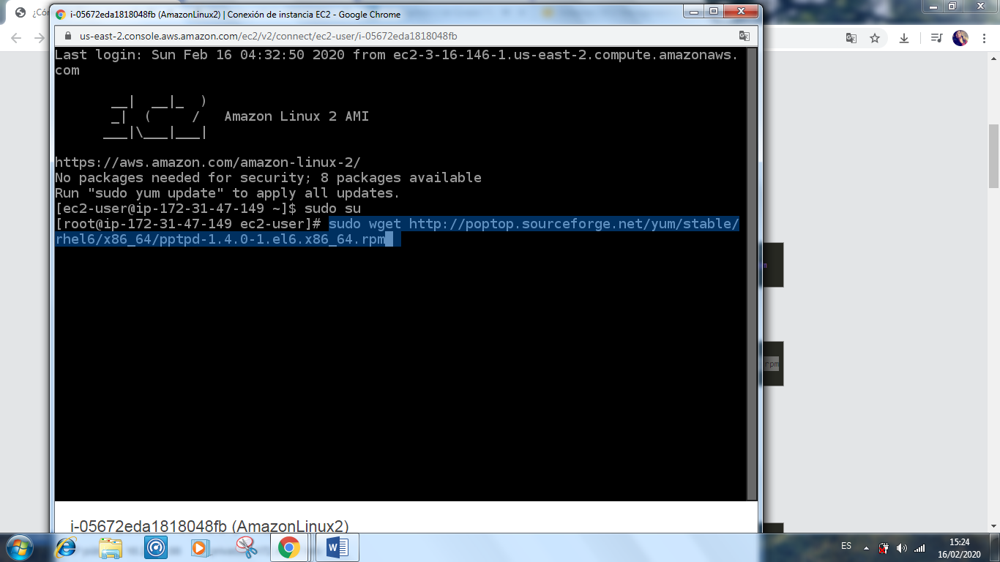 ¿Cóm
i-05672eda1818048fb (AmazonLinux2) | Conexión de instancia EC2 - Google Chrome
us-east-2.console.aws.amazon.com/ec2/v2/connect/ec2-user/i-05672eda1818048fb
Last login: Sun Feb 16 04:32:50 2020 from ec2-3-16-146-1.us-east-2.compute.amazonaws.
com
__| __|_ )
_| ( / Amazon Linux 2 AMI
___|\___|___|
https://aws.amazon.com/amazon-linux-2/
No packages needed for security; 8 packages available
Run "sudo yum update" to apply all updates.
[ec2-user@ip-172-31-47-149 ~]$ sudo su
[root@ip-172-31-47-149 ec2-user]# sudo wget http://poptop.sourceforge.net/yum/stable/
rhel6/x86_64/pptpd-1.4.0-1.el6.x86_64.rpm
m
rpm
i-05672eda1818048fb (AmazonLinux2)
ES
15:24
16/02/2020